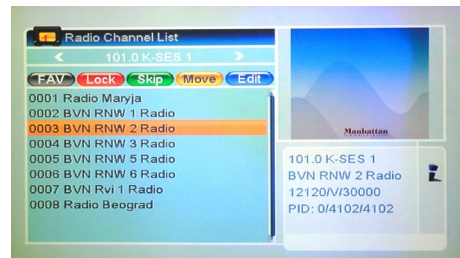 Radio Channel List
< 101.0 K-SES 1 >
FAV Lock Skip Move Edit
0001 Radio Maryja
0002 BVN RNW 1 Radio
0003 BVN RNW 2 Radio
0004 BVN RNW 3 Radio
0005 BVN RNW 5 Radio
0006 BVN RNW 6 Radio
0007 BVN Rvi 1 Radio
0008 Radio Beograd
Manhattan
101.0 K-SES 1
BVN RNW 2 Radio
12120/V/30000
PID: 0/4102/4102